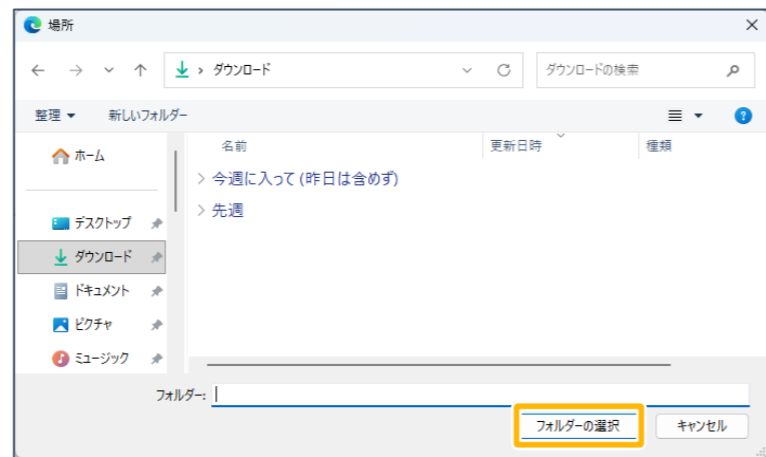 場所
ダウンロード
ダウンロードの検索
整理
新しいフォルダー
ホーム
デスクトップ
ダウンロード
ドキュメント
ピクチャ
ミュージック
名前
更新日時
種類
今週に入って (昨日は含めず)
先週
フォルダー:
フォルダーの選択
キャンセル